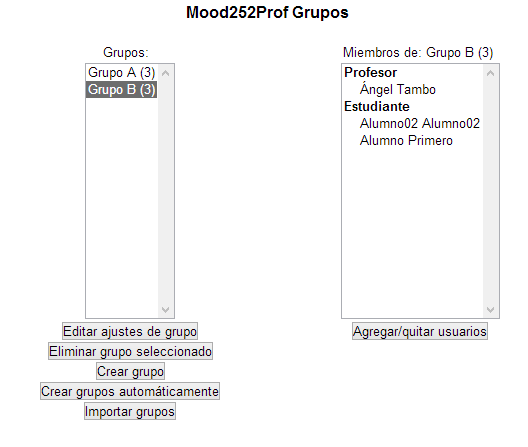 Mood252Prof Grupos
Grupos:
Grupo A (3)
Grupo B (3)
Editar ajustes de grupo
Eliminar grupo seleccionado
Crear grupo
Crear grupos automáticamente
Importar grupos
Miembros de: Grupo B (3)
Profesor
Ángel Tambo
Estudiante
Alumno02 Alumno02
Alumno Primero
Agregar/quitar usuarios